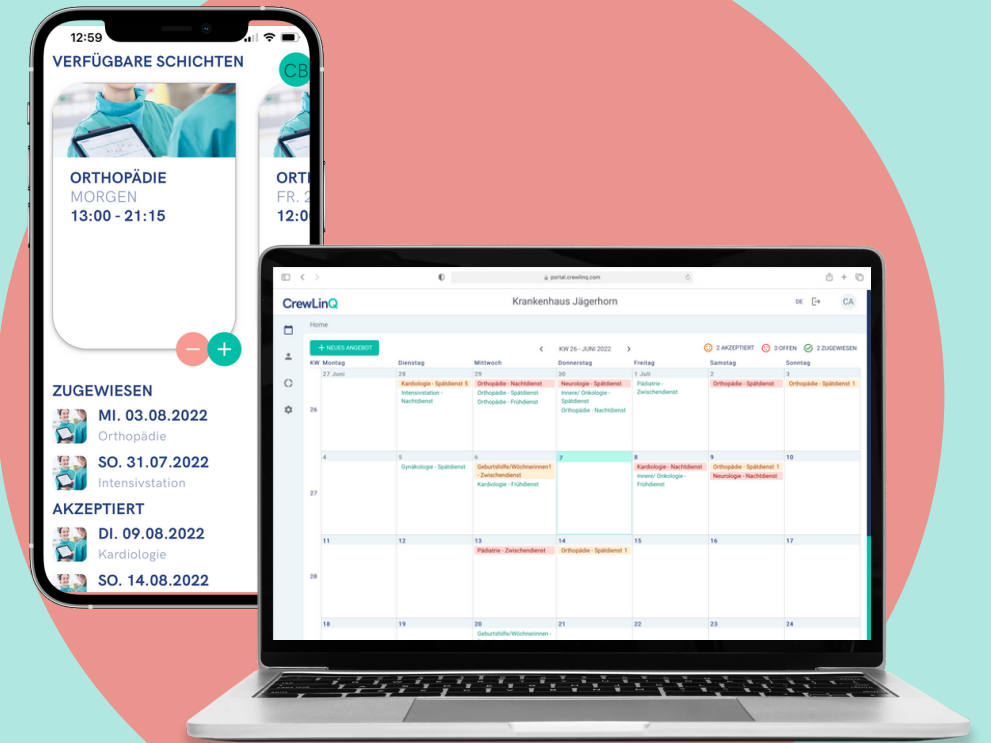 12:59
VERFÜGBARE SCHICHTEN
CB
ORTHOPÄDIE
MORGEN
13:00 - 21:15
FR. 2
ZUGEWIESEN
MI. 03.08.2022
Orthopädie
SO. 31.07.2022
Intensivstation
AKZEPTIERT
DI. 09.08.2022
Kardiologie
SO. 14.08.2022
portal.crewlinq.com
CrewLinQ
Krankenhaus Jägerhorn
DE
CA
Home
+ NEUES ANGEBOT
KW 26 - JUNI 2022
2 AKZEPTIERT
3 OFFEN
2 ZUGEWIESEN
KW Montag Dienstag Mittwoch Donnerstag Freitag Samstag Sonntag
26
27 Juni
28
Kardiologie - Spätdienst 5
Intensivstation -
Nachtdienst
29
Orthopädie - Nachtdienst
Orthopädie - Spätdienst
Orthopädie - Frühdienst
30
Neurologie - Spätdienst
Innere/ Onkologie -
Spätdienst
Orthopädie - Nachtdienst
1 Juli
Pädiatrie -
Zwischendienst
2
Orthopädie - Spätdienst
3
Orthopädie - Spätdienst 1
27
4
5
Gynäkologie - Spätdienst
6
Geburtshilfe/Wöchnerinnen 1
- Zwischendienst
Kardiologie - Frühdienst
7
8
Kardiologie - Nachtdienst
Innere/ Onkologie -
Frühdienst
9
Orthopädie - Spätdienst 1
Neurologie - Nachtdienst
10
28
11
12
13
Pädiatrie - Zwischendienst
14
Orthopädie - Spätdienst 1
15
16
17
18
19
20
Geburtshilfe/Wöchnerinnen -
21
22
23
24